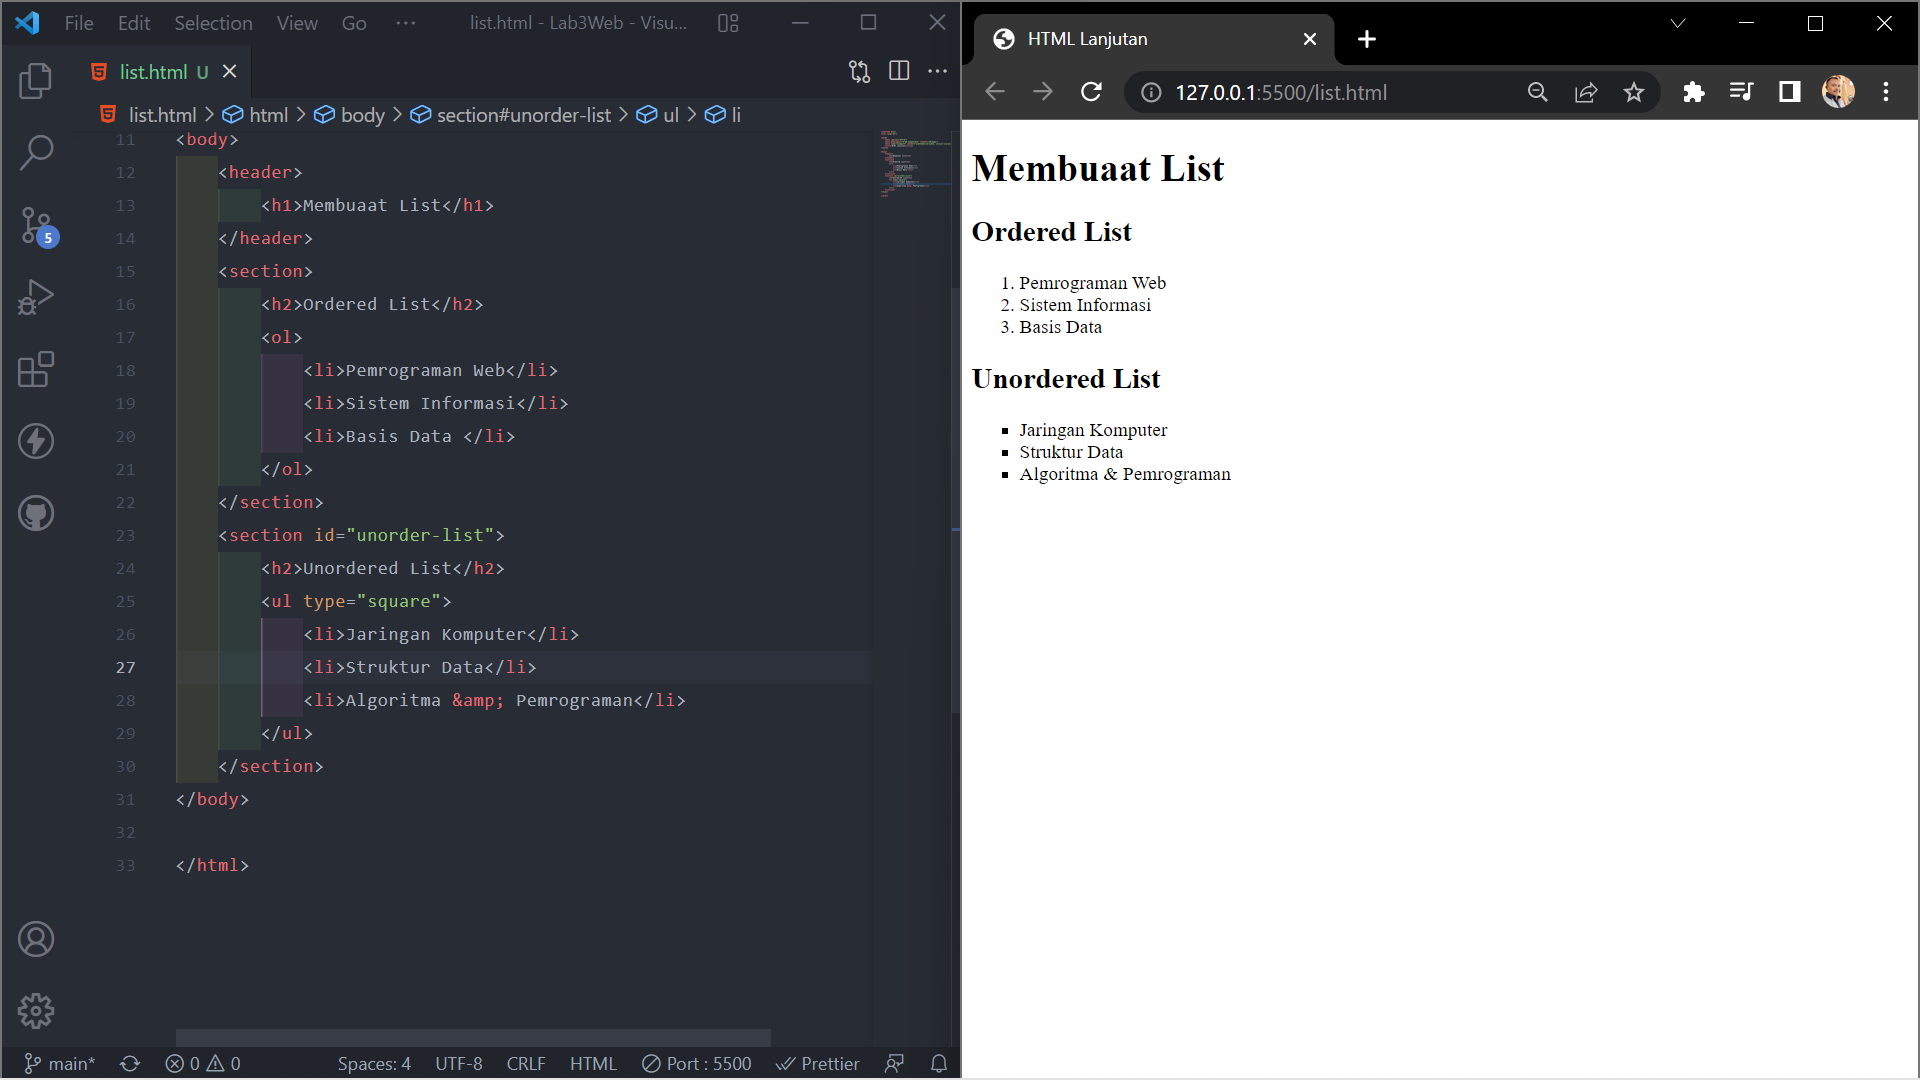 File Edit Selection View Go ··· list.html - Lab3Web - Visu...
list.html U
list.html > html > body > section#unorder-list > ul > li
11 <body>
12 <header>
13 <h1>Membuaat List</h1>
14 </header>
15 <section>
16 <h2>Ordered List</h2>
17 <ol>
18 <li>Pemrograman Web</li>
19 <li>Sistem Informasi</li>
20 <li>Basis Data </li>
21 </ol>
22 </section>
23 <section id="unorder-list">
24 <h2>Unordered List</h2>
25 <ul type="square">
26 <li>Jaringan Komputer</li>
27 <li>Struktur Data</li>
28 <li>Algoritma &amp; Pemrograman</li>
29 </ul>
30 </section>
31 </body>
32
33 </html>
5
main* 0 0 Spaces: 4 UTF-8 CRLF HTML Port : 5500 Prettier
HTML Lanjutan
127.0.0.1:5500/list.html
Membuaat List
Ordered List
1. Pemrograman Web
2. Sistem Informasi
3. Basis Data
Unordered List
▪ Jaringan Komputer
▪ Struktur Data
▪ Algoritma & Pemrograman